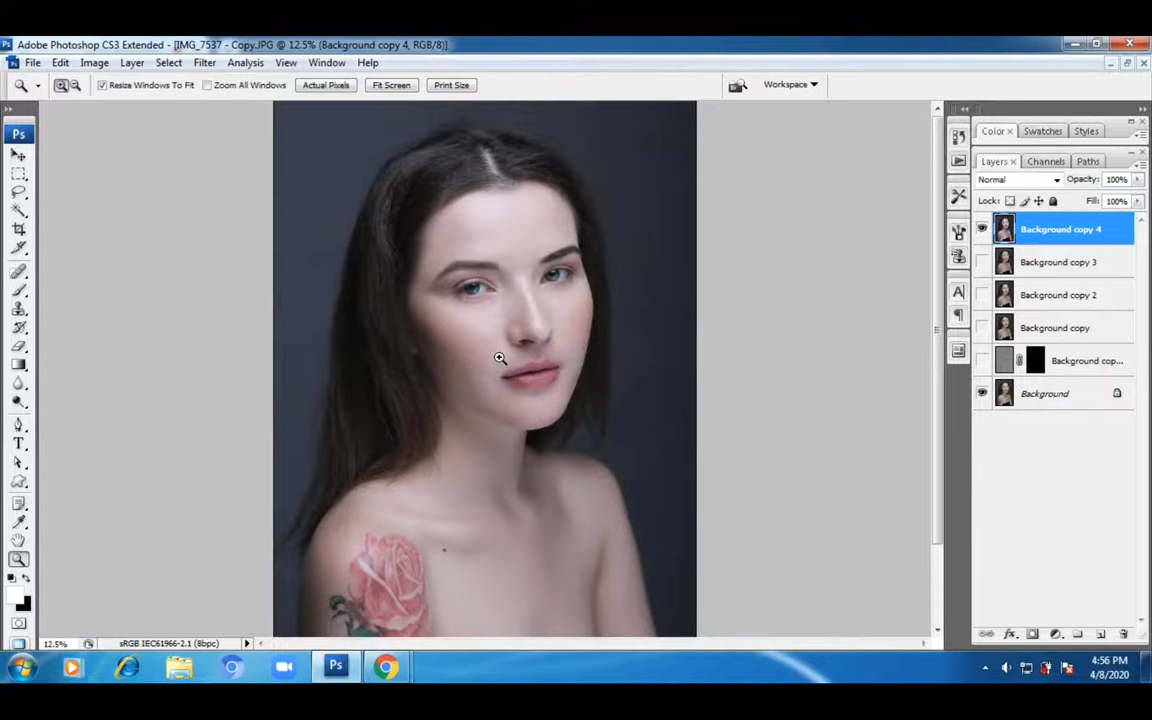 Adobe Photoshop CS3 Extended - [IMG_7537 - Copy.JPG @ 12.5% (Background copy 4, RGB/8)]
File Edit Image Layer Select Filter Analysis View Window Help
Resize Windows To Fit Zoom All Windows Actual Pixels Fit Screen Print Size Workspace
Ps
Color × Swatches Styles
Layers × Channels Paths
Normal Opacity: 100%
Lock: Fill: 100%
Background copy 4
Background copy 3
Background copy 2
Background copy
Background cop...
Background
12.5% sRGB IEC61966-2.1 (8bpc)
Ps
4:56 PM
4/8/2020